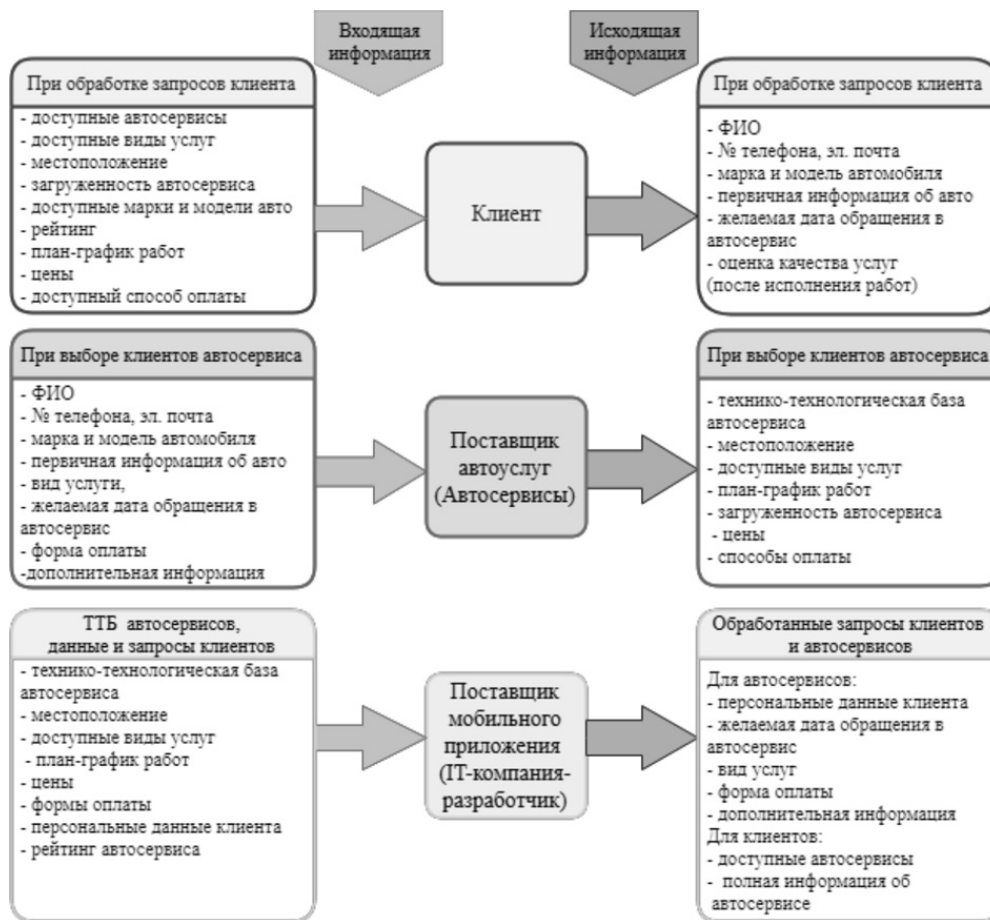 Входящая
информация
Исходящая
информация
При обработке запросов клиента
- доступные автосервисы
- доступные виды услуг
- местоположение
- загруженность автосервиса
- доступные марки и модели авто
- рейтинг
- план-график работ
- цены
- доступный способ оплаты
Клиент
При обработке запросов клиента
- ФИО
- № телефона, эл. почта
- марка и модель автомобиля
- первичная информация об авто
- желаемая дата обращения в
автосервис
- оценка качества услуг
(после исполнения работ)
При выборе клиентов автосервиса
- ФИО
- № телефона, эл. почта
- марка и модель автомобиля
- первичная информация об авто
- вид услуги,
- желаемая дата обращения в
автосервис
- форма оплаты
-дополнительная информация
Поставщик
автоуслуг
(Автосервисы)
При выборе клиентов автосервиса
- технико-технологическая база
автосервиса
- местоположение
- доступные виды услуг
- план-график работ
- загруженность автосервиса
- цены
- способы оплаты
ТТБ автосервисов,
данные и запросы клиентов
- технико-технологическая база
автосервиса
- местоположение
- доступные виды услуг
- план-график работ
- цены
- формы оплаты
- персональные данные клиента
- рейтинг автосервиса
Поставщик
мобильного
приложения
(IT-компания-
разработчик)
Обработанные запросы клиентов
и автосервисов
Для автосервисов:
- персональные данные клиента
- желаемая дата обращения в
автосервис
- вид услуг
- форма оплаты
- дополнительная информация
Для клиентов:
- доступные автосервисы
- полная информация об
автосервисе